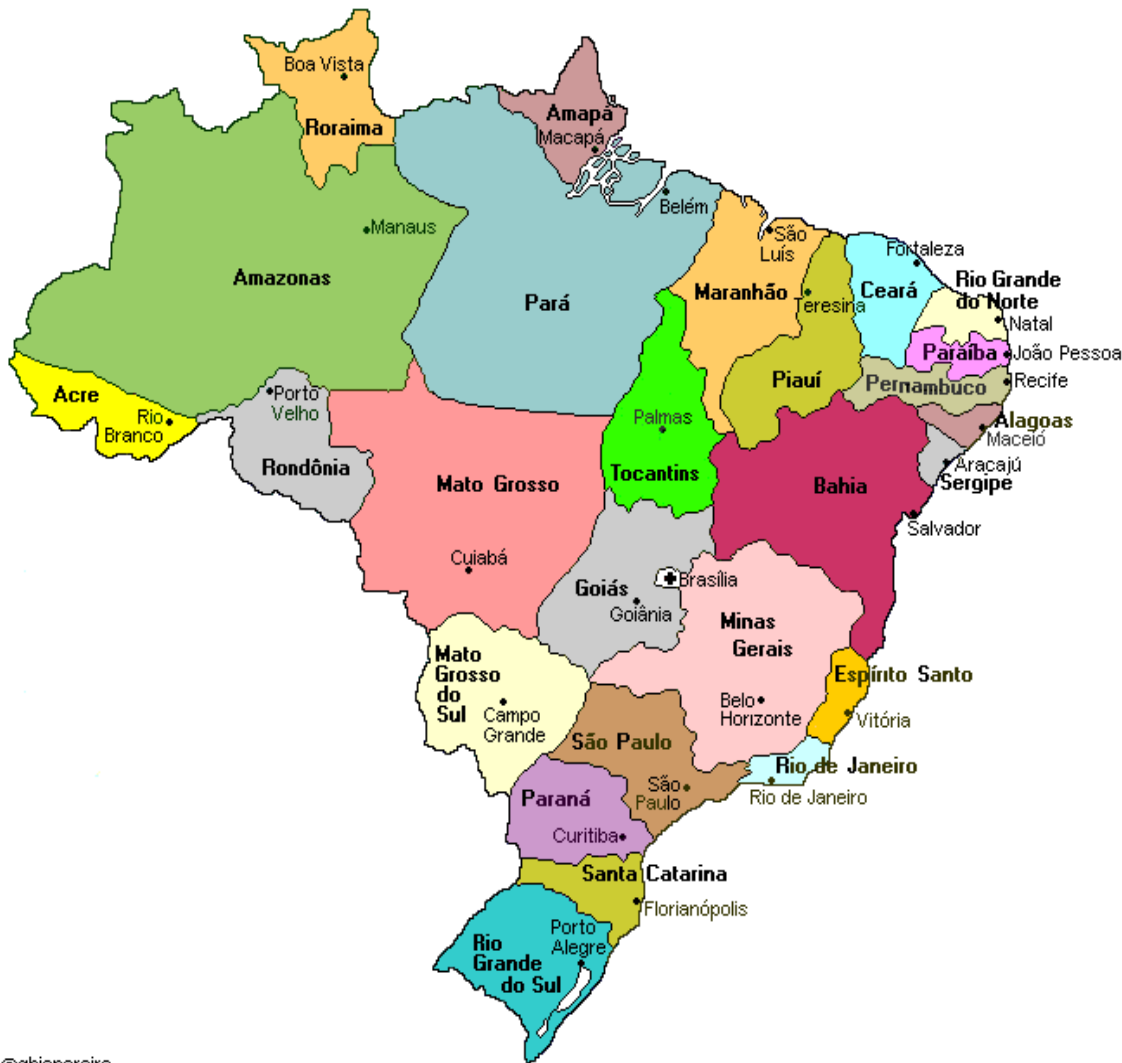 Boa Vista
Roraima
Amapá
Macapá
Belém
Manaus
São
Luís
Fortaleza
Amazonas
Pará
Maranhão
Teresina
Ceará
Rio Grande
do Norte
Natal
Paraíba
João Pessoa
Piauí
Pernambuco
Recife
Acre
Rio
Branco
Porto
Velho
Palmas
Alagoas
Maceió
Rondônia
Mato Grosso
Tocantins
Bahia
Aracajú
Sergipe
Salvador
Cuiabá
Goiás
Brasília
Goiânia
Minas
Gerais
Mato
Grosso
do
Sul
Espírito Santo
Campo
Grande
Belo
Horizonte
Vitória
São Paulo
Rio de Janeiro
São
Paulo
Rio de Janeiro
Paraná
Curitiba
Santa Catarina
Florianópolis
Porto
Alegre
Rio
Grande
do Sul